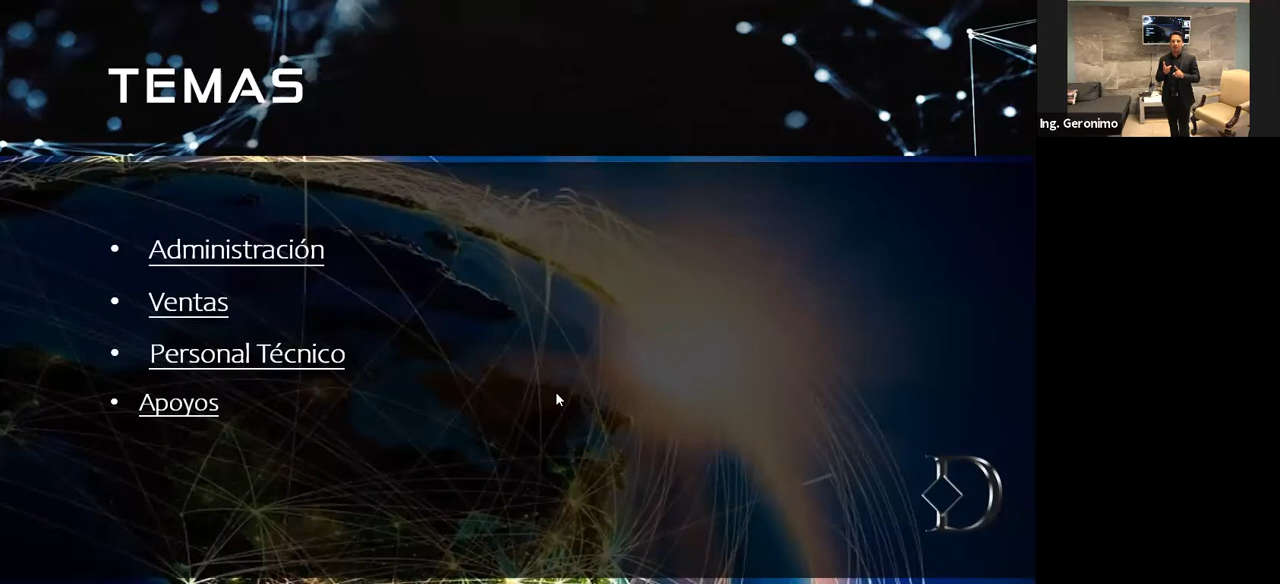 TEMAS
Ing. Geronimo
• Administración
• Ventas
• Personal Técnico
• Apoyos
D